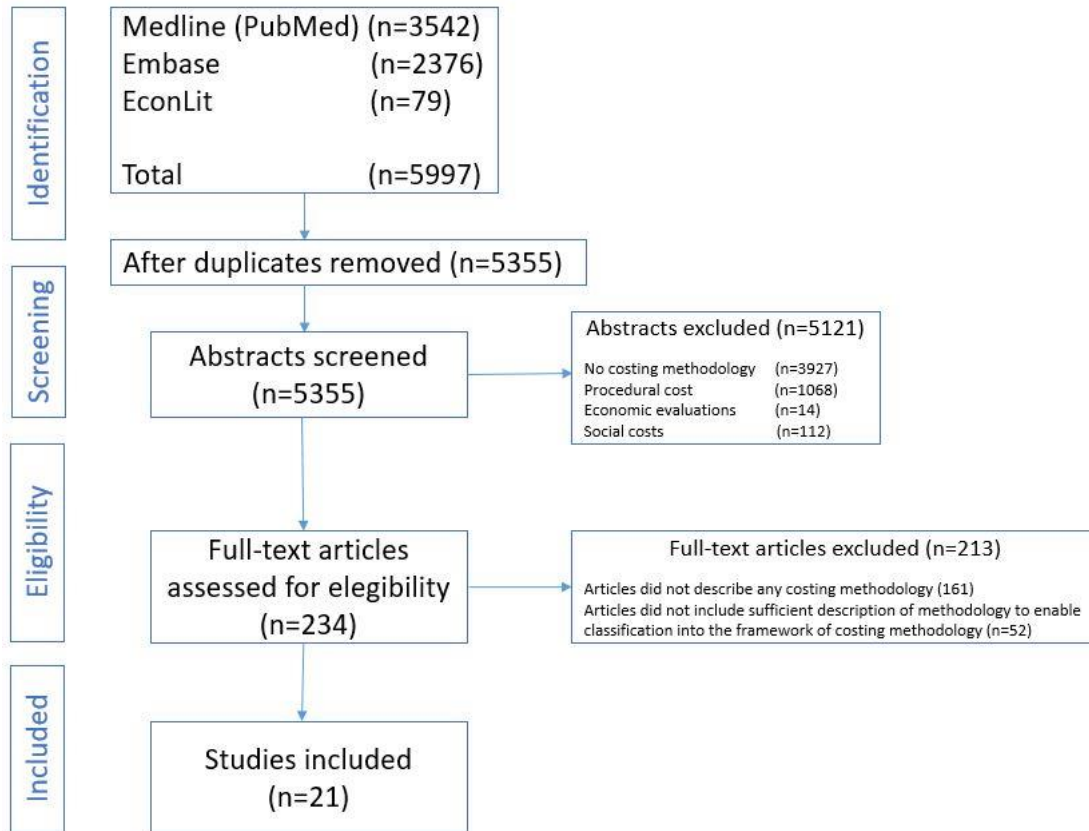 Identification
Medline (PubMed) (n=3542)
Embase (n=2376)
EconLit (n=79)
Total (n=5997)
After duplicates removed (n=5355)
Screening
Abstracts screened
(n=5355)
Abstracts excluded (n=5121)
No costing methodology (n=3927)
Procedural cost (n=1068)
Economic evaluations (n=14)
Social costs (n=112)
Eligibility
Full-text articles
assessed for elegibility
(n=234)
Full-text articles excluded (n=213)
Articles did not describe any costing methodology (161)
Articles did not include sufficient description of methodology to enable
classification into the framework of costing methodology (n=52)
Included
Studies included
(n=21)